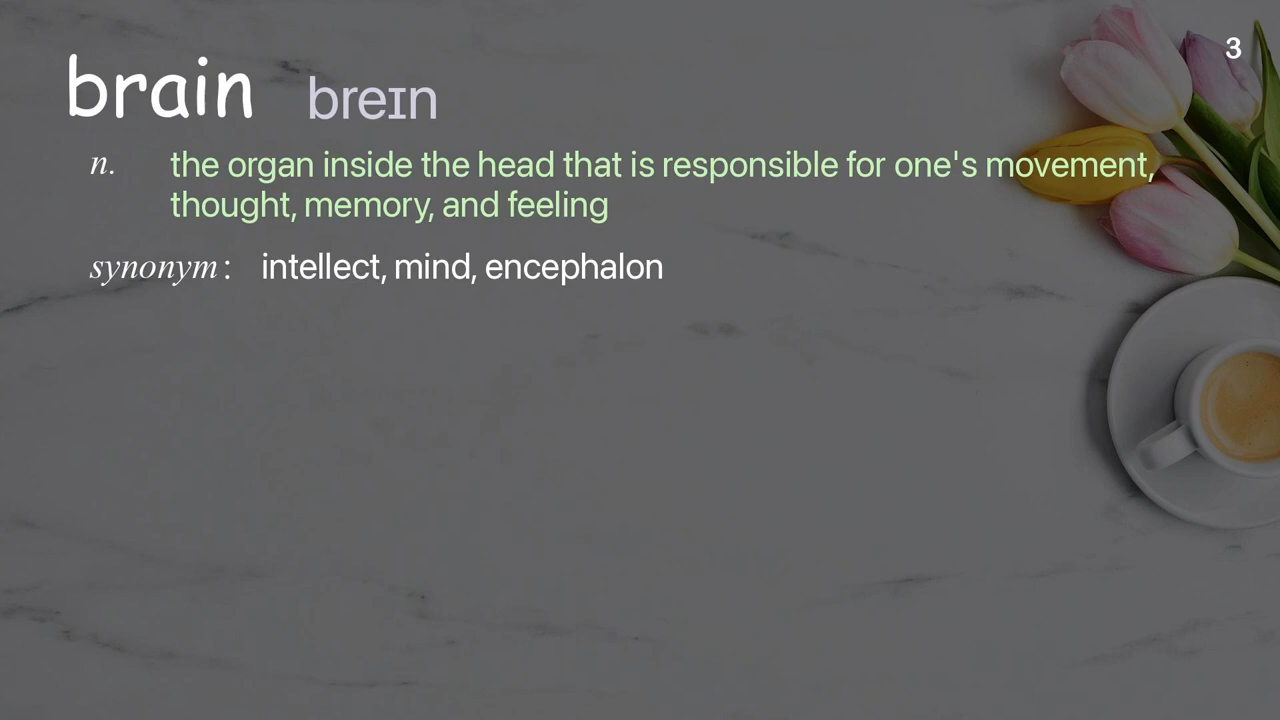 3
brain breɪn
n. the organ inside the head that is responsible for one's movement,
thought, memory, and feeling
synonym : intellect, mind, encephalon